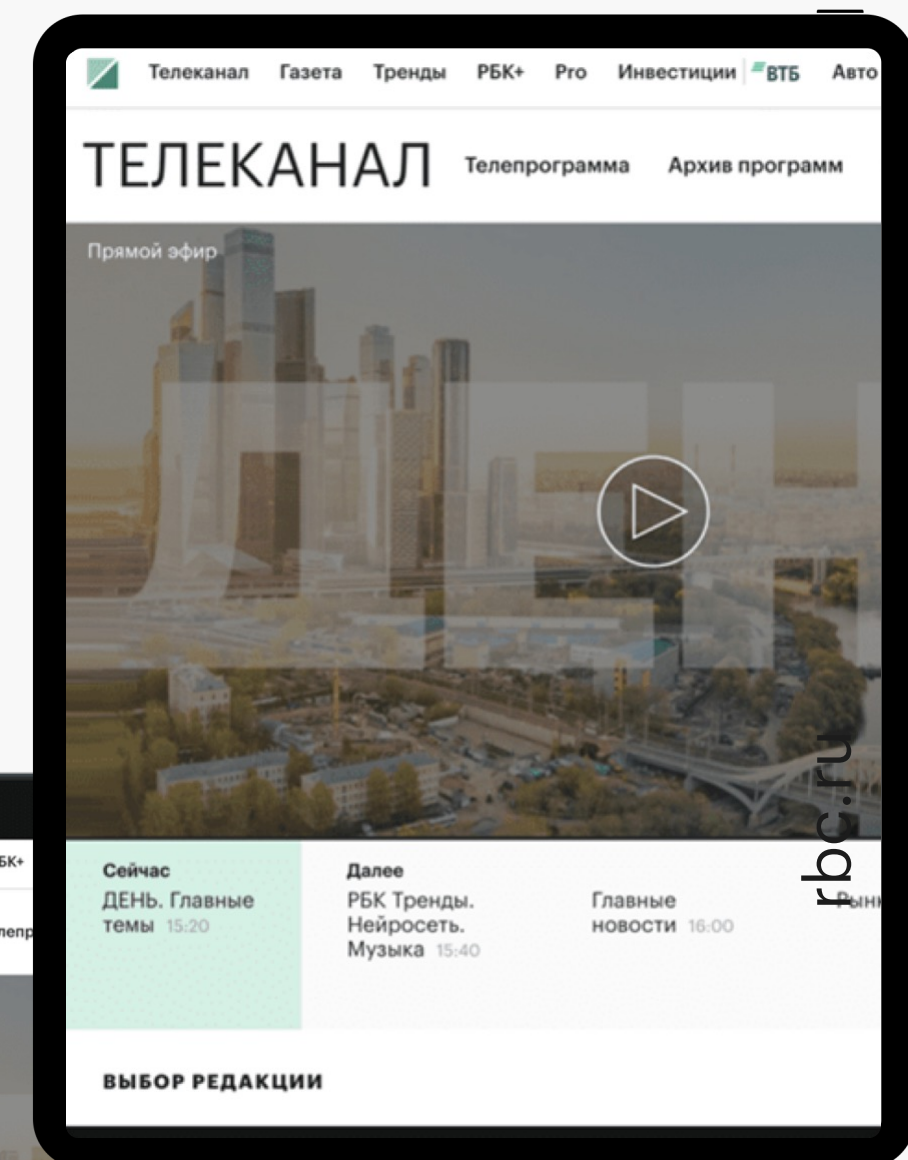 Телеканал Газета Тренды РБК+ Pro Инвестиции ВТБ Авто
ТЕЛЕКАНАЛ Телепрограмма Архив программ
Прямой эфир
ДЕН
rbc.ru
Сейчас
ДЕНЬ. Главные
темы 15:20
Далее
РБК Тренды.
Нейросеть.
Музыка 15:40
Главные
новости 16:00
ВЫБОР РЕДАКЦИИ